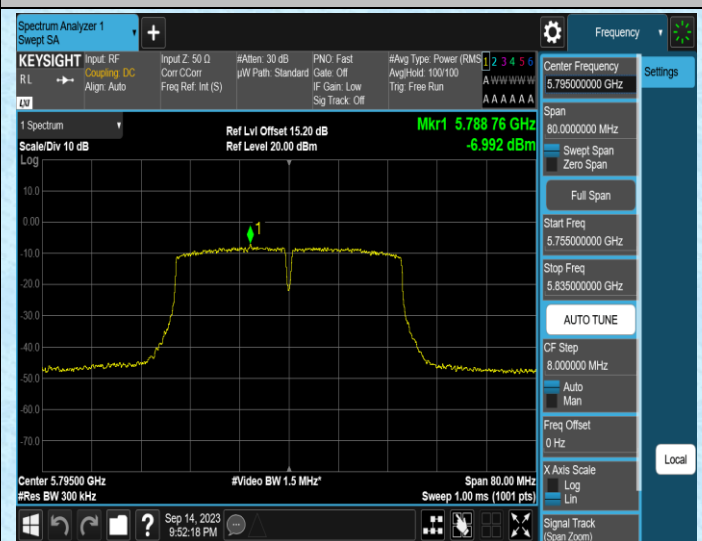 Spectrum Analyzer 1
Swept SA
+
Frequency
KEYSIGHT
RL
LXI
Input: RF
Coupling: DC
Align: Auto
Input Z: 50 Ω
Corr CCorr
Freq Ref: Int (S)
#Atten: 30 dB
µW Path: Standard
PNO: Fast
Gate: Off
IF Gain: Low
Sig Track: Off
#Avg Type: Power (RMS
Avg|Hold: 100/100
Trig: Free Run
1 2 3 4 5 6
A W W W W W
A A A A A A
1 Spectrum
Scale/Div 10 dB
Log
Ref Lvl Offset 15.20 dB
Ref Level 20.00 dBm
Mkr1 5.788 76 GHz
-6.992 dBm
10.0
0.00
-10.0
-20.0
-30.0
-40.0
-50.0
-60.0
-70.0
1
Center 5.79500 GHz
#Res BW 300 kHz
#Video BW 1.5 MHz*
Span 80.00 MHz
Sweep 1.00 ms (1001 pts)
Sep 14, 2023
9:52:18 PM
?
Center Frequency
5.795000000 GHz
Span
80.0000000 MHz
Swept Span
Zero Span
Full Span
Start Freq
5.755000000 GHz
Stop Freq
5.835000000 GHz
AUTO TUNE
CF Step
8.000000 MHz
Auto
Man
Freq Offset
0 Hz
X Axis Scale
Log
Lin
Signal Track
(Span Zoom)
Settings
Local